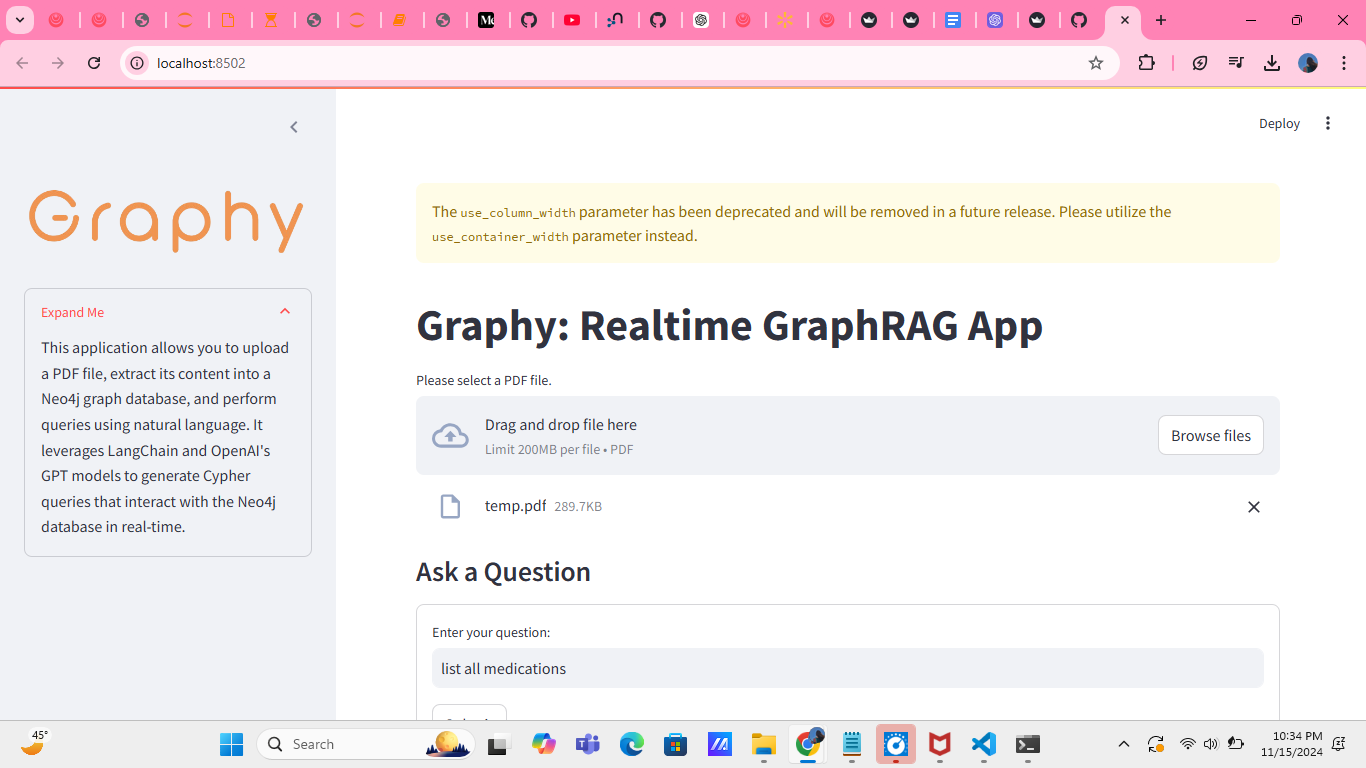 Me
localhost:8502
Deploy
Graphy
Expand Me
This application allows you to upload
a PDF file, extract its content into a
Neo4j graph database, and perform
queries using natural language. It
leverages LangChain and OpenAI's
GPT models to generate Cypher
queries that interact with the Neo4j
database in real-time.
The use_column_width parameter has been deprecated and will be removed in a future release. Please utilize the
use_container_width parameter instead.
Graphy: Realtime GraphRAG App
Please select a PDF file.
Drag and drop file here
Limit 200MB per file • PDF
Browse files
temp.pdf 289.7KB
Ask a Question
Enter your question:
list all medications
45°
Search
10:34 PM
11/15/2024